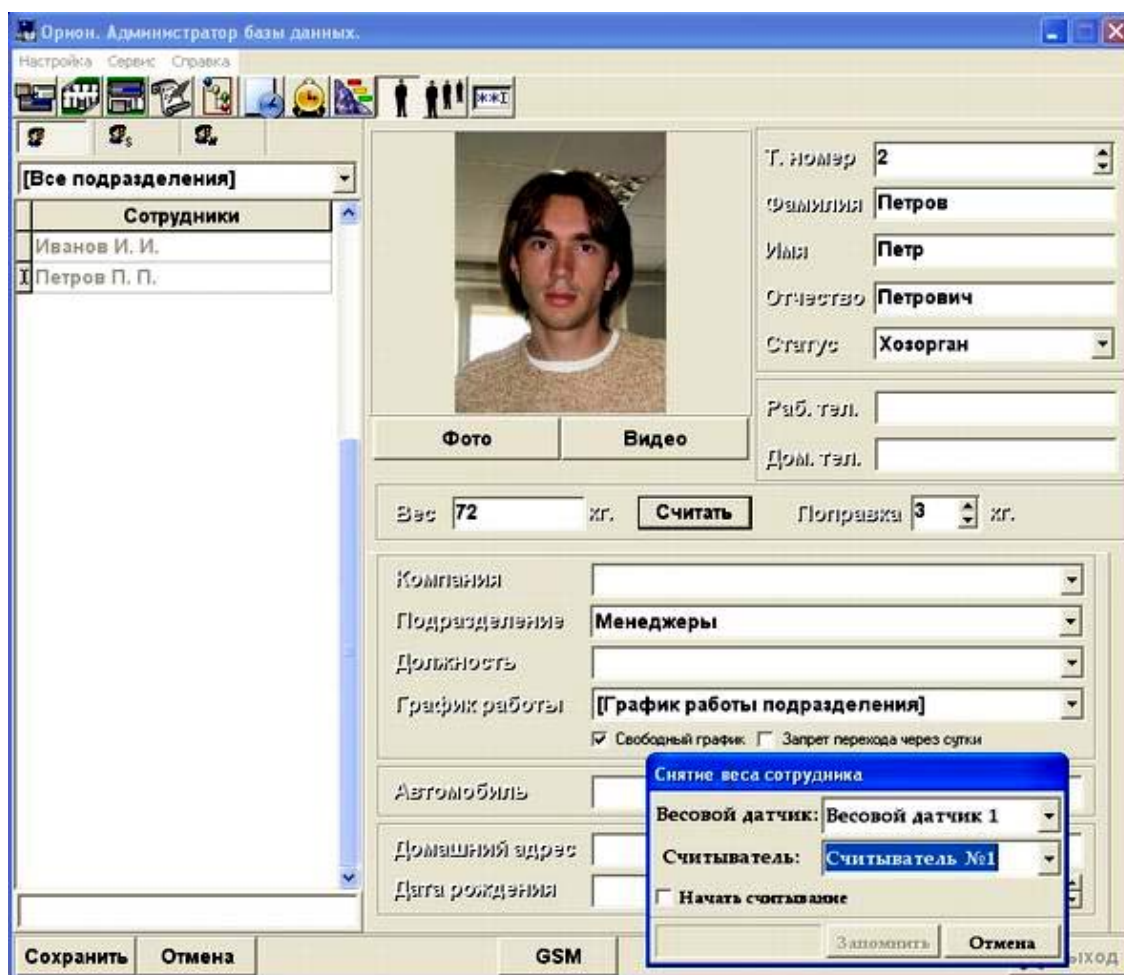 Орион. Администратор базы данных.
Настройка Сервис Справка
[Все подразделения]
Сотрудники
Иванов И. И.
Петров П. П.
Т. номер 2
Фамилия Петров
Имя Петр
Отчество Петрович
Статус Хозорган
Раб. тел.
Дом. тел.
Фото Видео
Вес 72 кг. Считать Поправка 3 кг.
Компания
Подразделение Менеджеры
Должность
График работы [График работы подразделения]
Свободный график Запрет перехода через сутки
Автомобиль
Домашний адрес
Дата рождения
Снятие веса сотрудника
Весовой датчик: Весовой датчик 1
Считыватель: Считыватель №1
Начать считывание
Запомнить Отмена
Сохранить Отмена GSM